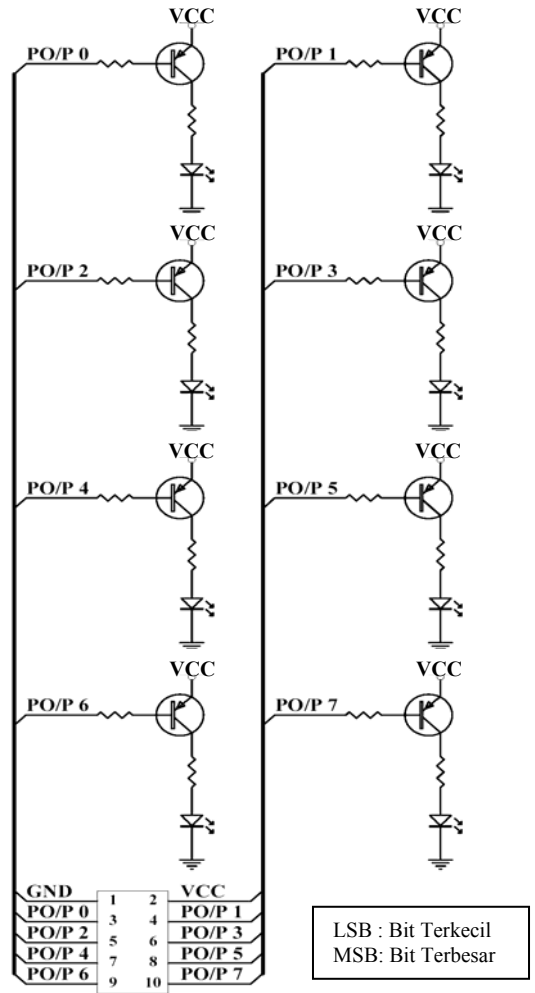 VCC VCC
PO/P 0 PO/P 1
VCC VCC
PO/P 2 PO/P 3
VCC VCC
PO/P 4 PO/P 5
VCC VCC
PO/P 6 PO/P 7
GND 1 2 VCC
PO/P 0 3 4 PO/P 1
PO/P 2 5 6 PO/P 3
PO/P 4 7 8 PO/P 5
PO/P 6 9 10 PO/P 7
LSB : Bit Terkecil
MSB: Bit Terbesar